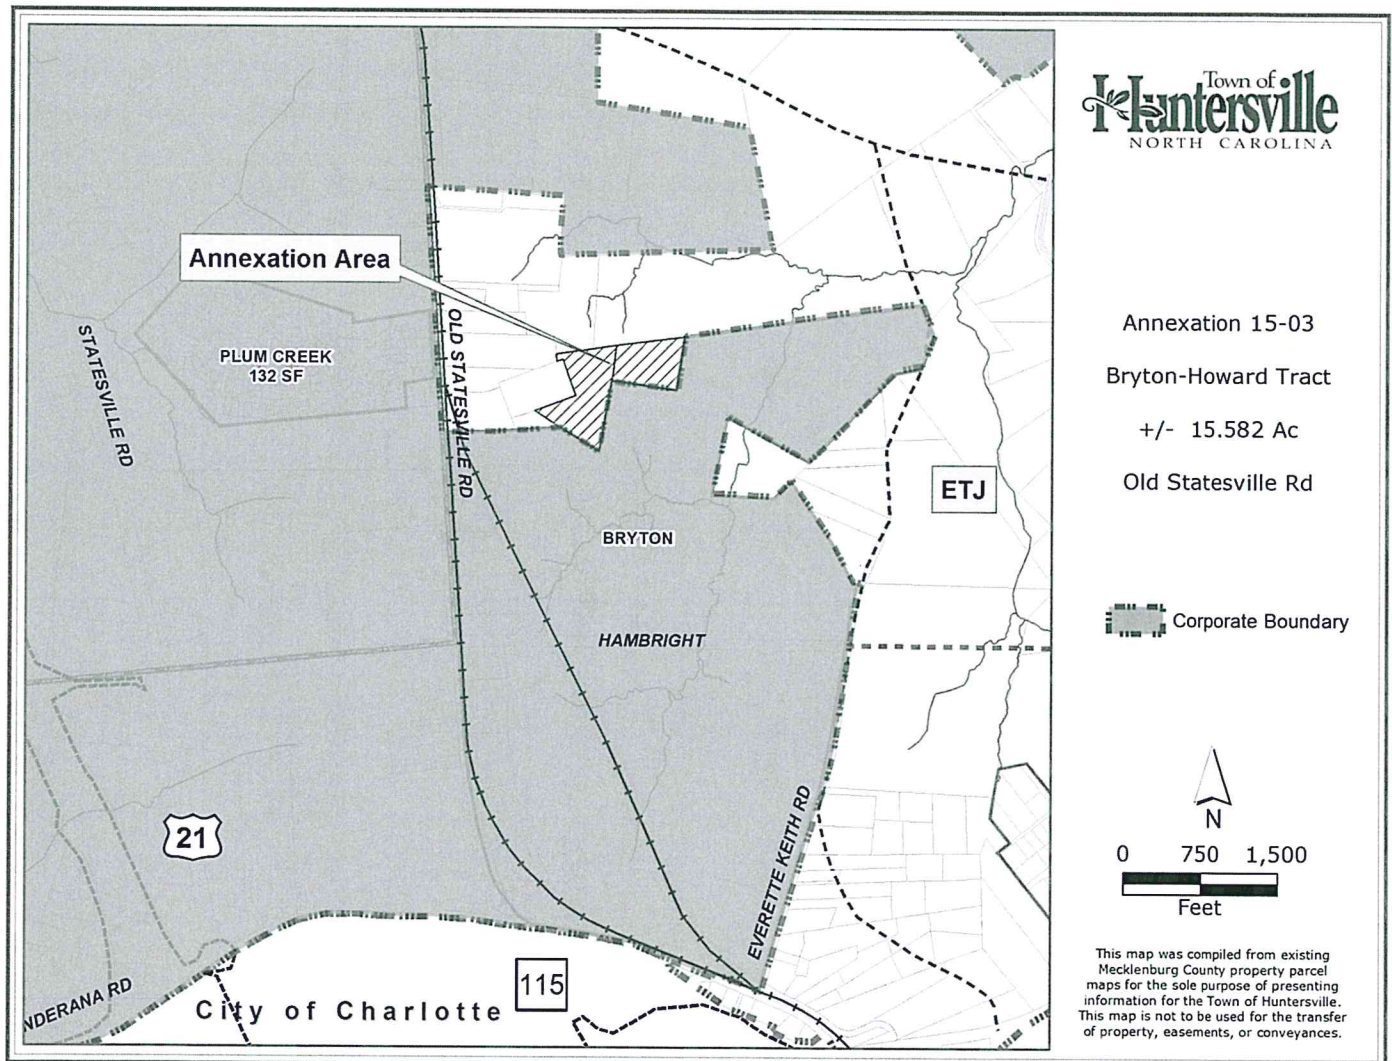 Town of
Huntersville
NORTH CAROLINA
Annexation Area
STATESVILLE RD
PLUM CREEK
132 SF
OLD STATESVILLE RD
BRYTON
HAMBRIGHT
ETJ
EVERETTE KEITH RD
21
115
NDERANA RD
City of Charlotte
Annexation 15-03
Bryton-Howard Tract
+/- 15.582 Ac
Old Statesville Rd
Corporate Boundary
N
0 750 1,500
Feet
This map was compiled from existing
Mecklenburg County property parcel
maps for the sole purpose of presenting
information for the Town of Huntersville.
This map is not to be used for the transfer
of property, easements, or conveyances.